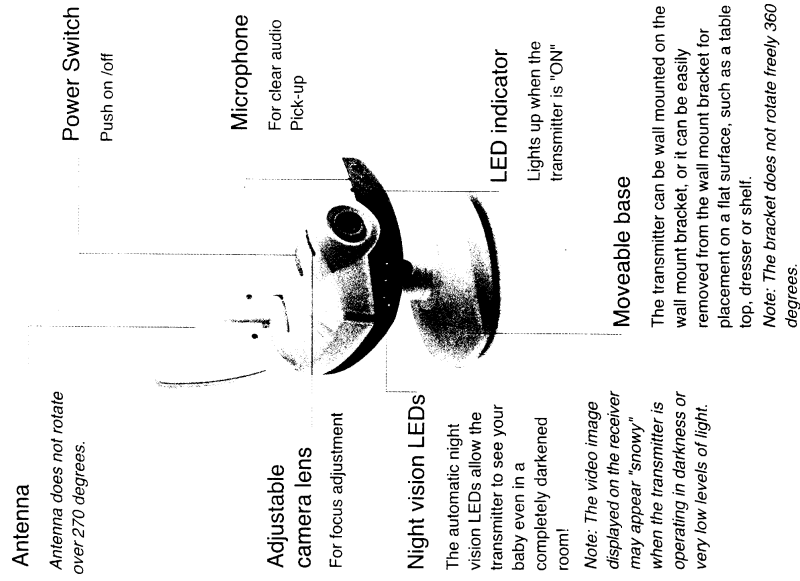 Antenna
Antenna does not rotate
over 270 degrees.
Adjustable
camera lens
For focus adjustment
Night vision LEDs
The automatic night
vision LEDs allow the
transmitter to see your
baby even in a
completely darkened
room!
Note: The video image
displayed on the receiver
may appear "snowy"
when the transmitter is
operating in darkness or
very low levels of light.
Power Switch
Push on /off
Microphone
For clear audio
Pick-up
LED indicator
Lights up when the
transmitter is "ON"
Moveable base
The transmitter can be wall mounted on the
wall mount bracket, or it can be easily
removed from the wall mount bracket for
placement on a flat surface, such as a table
top, dresser or shelf.
Note: The bracket does not rotate freely 360
degrees.